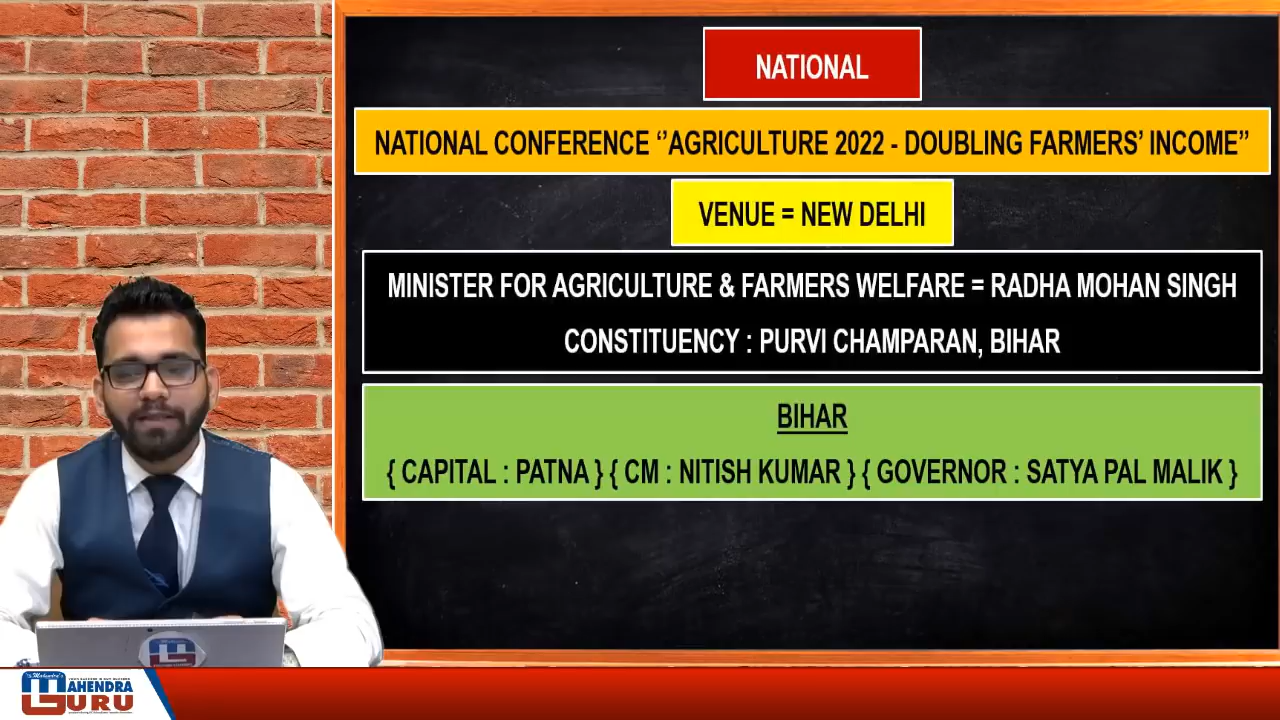 NATIONAL
NATIONAL CONFERENCE ‘’AGRICULTURE 2022 - DOUBLING FARMERS’ INCOME’’
VENUE = NEW DELHI
MINISTER FOR AGRICULTURE & FARMERS WELFARE = RADHA MOHAN SINGH
CONSTITUENCY : PURVI CHAMPARAN, BIHAR
BIHAR
{ CAPITAL : PATNA } { CM : NITISH KUMAR } { GOVERNOR : SATYA PAL MALIK }
Mahendra's
MAHENDRA
GURU